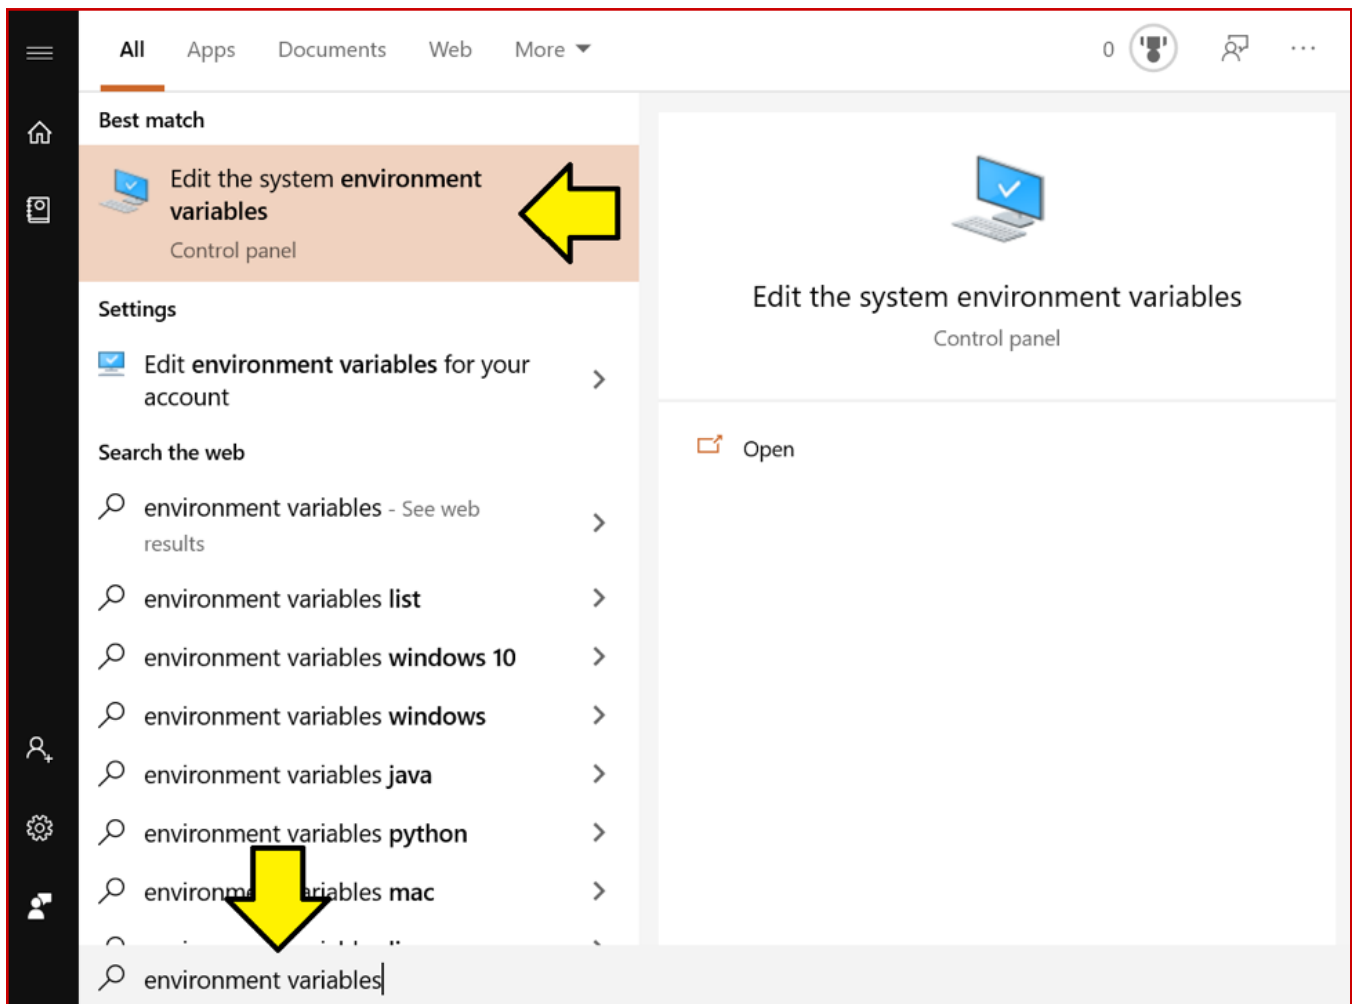 All Apps Documents Web More 0
Best match
Edit the system environment
variables
Control panel
Settings
Edit environment variables for your
account
Search the web
environment variables - See web
results
environment variables list
environment variables windows 10
environment variables windows
environment variables java
environment variables python
environment variables mac
environment variables
Edit the system environment variables
Control panel
Open